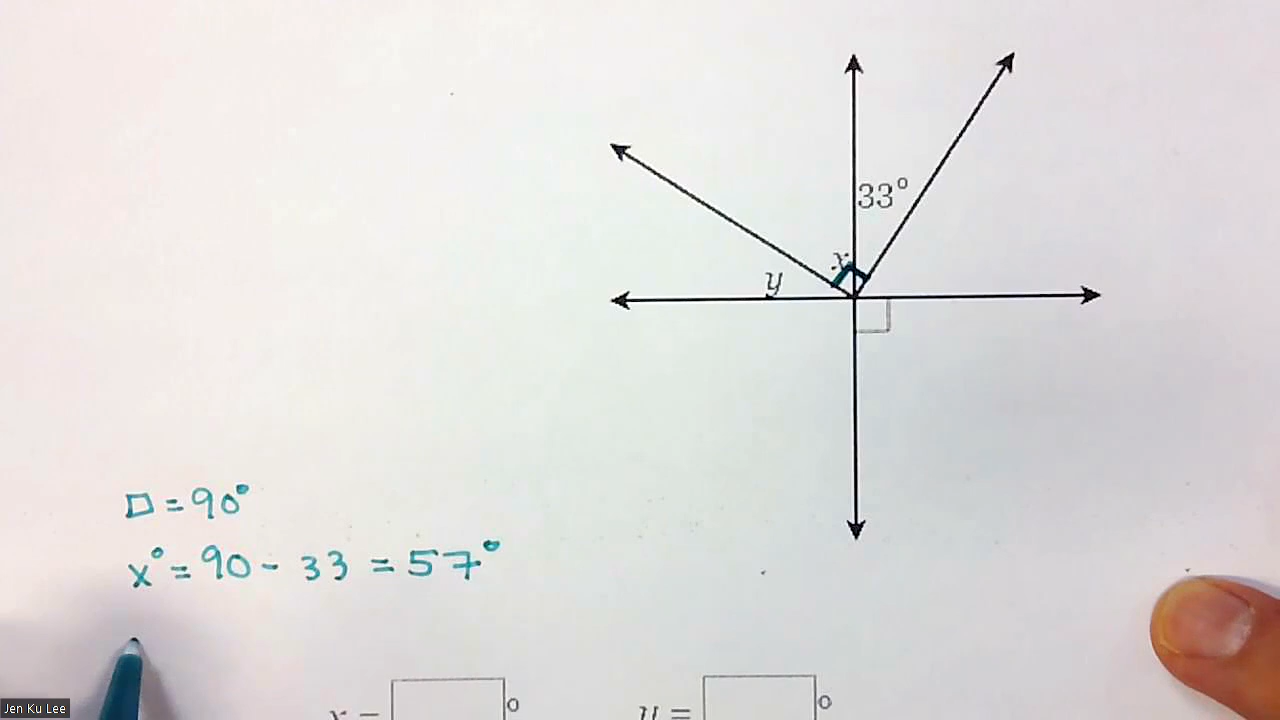 33°
x
y
□ = 90°
x° = 90 - 33 = 57°
x = °
y = °
Jen Ku Lee